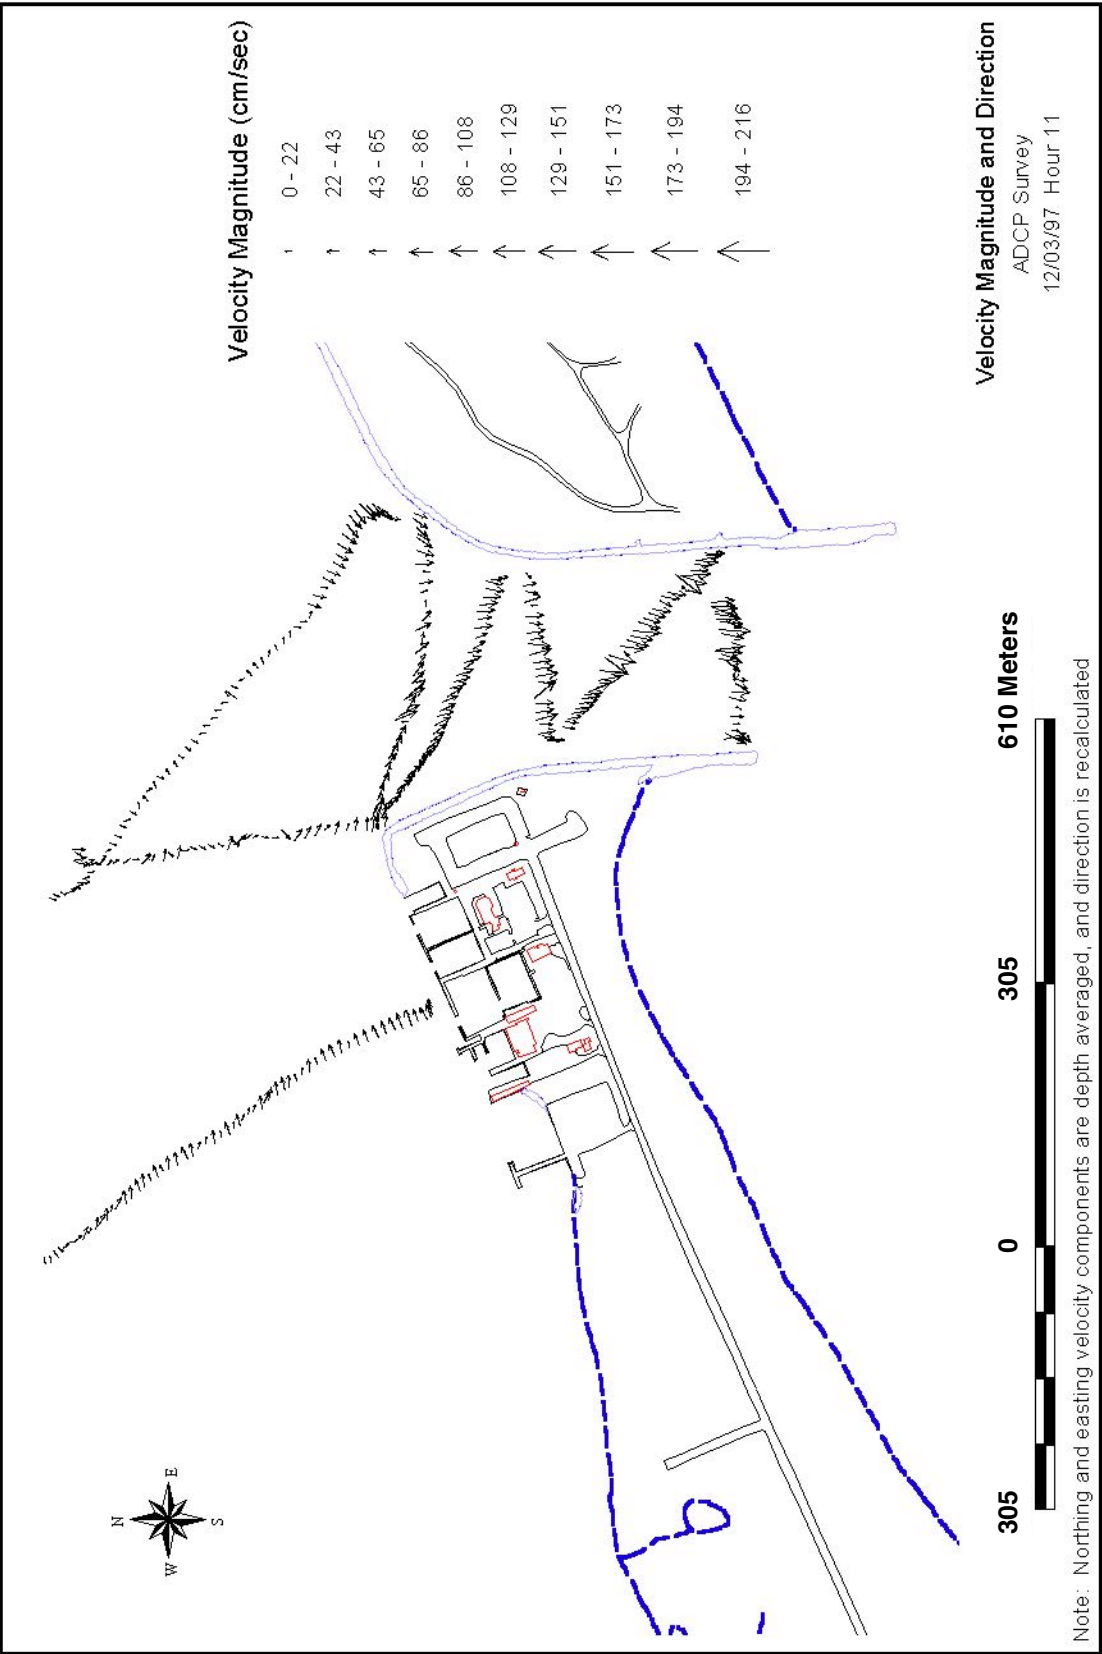 Velocity Magnitude (cm/sec)
0 - 22
22 - 43
43 - 65
65 - 86
86 - 108
108 - 129
129 - 151
151 - 173
173 - 194
194 - 216
N
W
E
S
Velocity Magnitude and Direction
ADCP Survey
12/03/97 Hour 11
305
0
305
610 Meters
Note: Northing and easting velocity components are depth averaged, and direction is recalculated